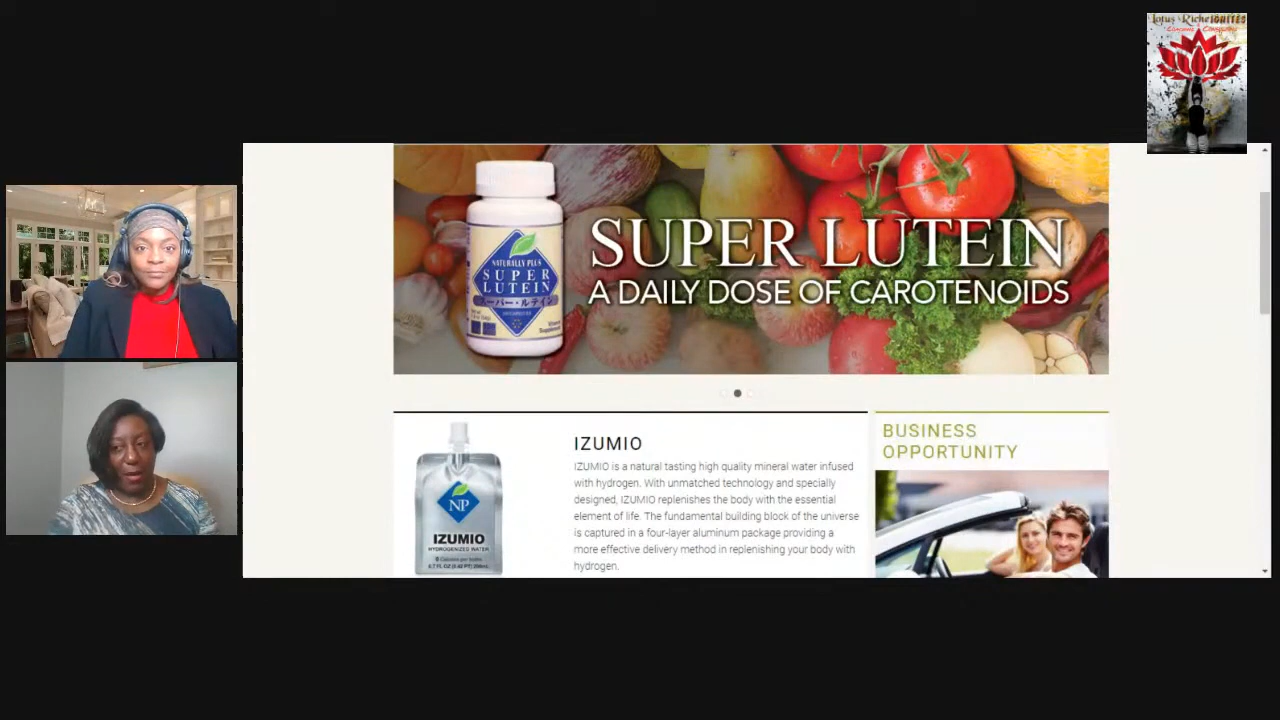 Lotus Riche IGNITES
SUPER LUTEIN
A DAILY DOSE OF CAROTENOIDS
NATURALLY PLUS
SUPER
LUTEIN
スーパー・ルテイン
IZUMIO
IZUMIO is a natural tasting high quality mineral water infused
with hydrogen. With unmatched technology and specially
designed, IZUMIO replenishes the body with the essential
element of life. The fundamental building block of the universe
is captured in a four-layer aluminum package providing a
more effective delivery method in replenishing your body with
hydrogen.
NP
IZUMIO
HYDROGENIZED WATER
BUSINESS
OPPORTUNITY